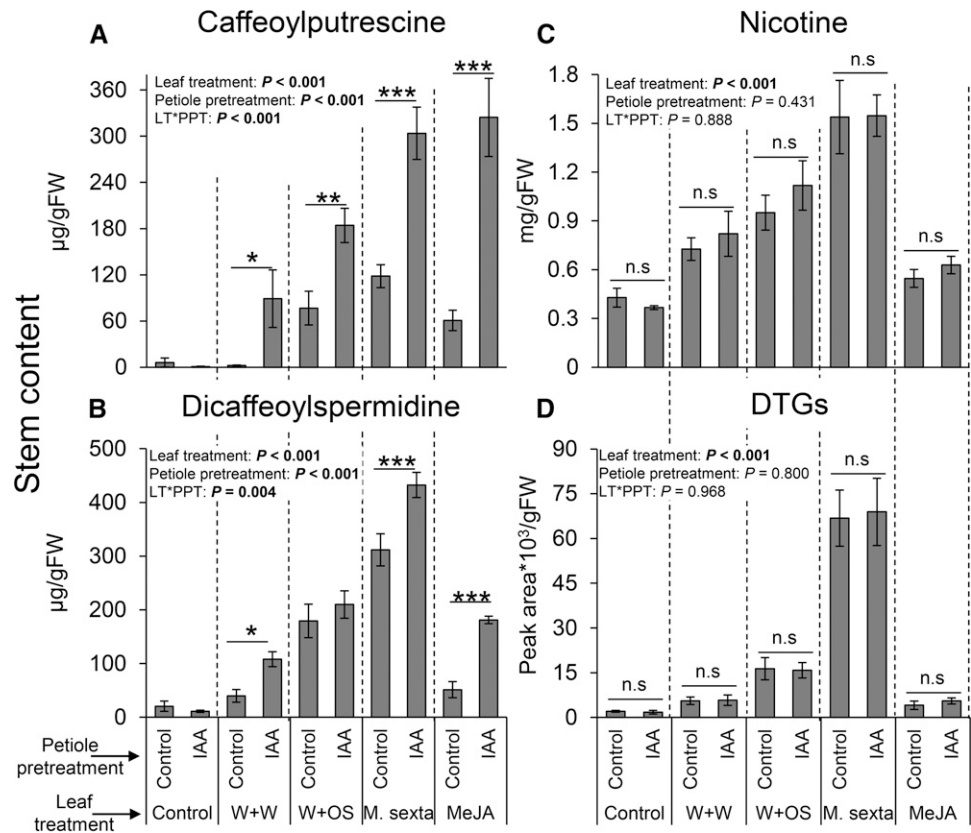 A Caffeoylputrescine
Leaf treatment: P < 0.001
Petiole pretreatment: P < 0.001
LT*PPT: P < 0.001
360
300
240
180
120
60
0
µg/gFW
*
**
***
***
C Nicotine
Leaf treatment: P < 0.001
Petiole pretreatment: P = 0.431
LT*PPT: P = 0.888
1.8
1.5
1.2
0.9
0.6
0.3
0
mg/gFW
n.s
n.s
n.s
n.s
n.s
Stem content
B Dicaffeoylspermidine
Leaf treatment: P < 0.001
Petiole pretreatment: P < 0.001
LT*PPT: P = 0.004
500
400
300
200
100
0
µg/gFW
*
***
***
D DTGs
Leaf treatment: P < 0.001
Petiole pretreatment: P = 0.800
LT*PPT: P = 0.968
90
75
60
45
30
15
0
Peak area*10³/gFW
n.s
n.s
n.s
n.s
n.s
Petiole
pretreatment
Control IAA Control IAA Control IAA Control IAA Control IAA
Control IAA Control IAA Control IAA Control IAA Control IAA
Leaf
treatment
Control W+W W+OS M. sexta MeJA
Control W+W W+OS M. sexta MeJA